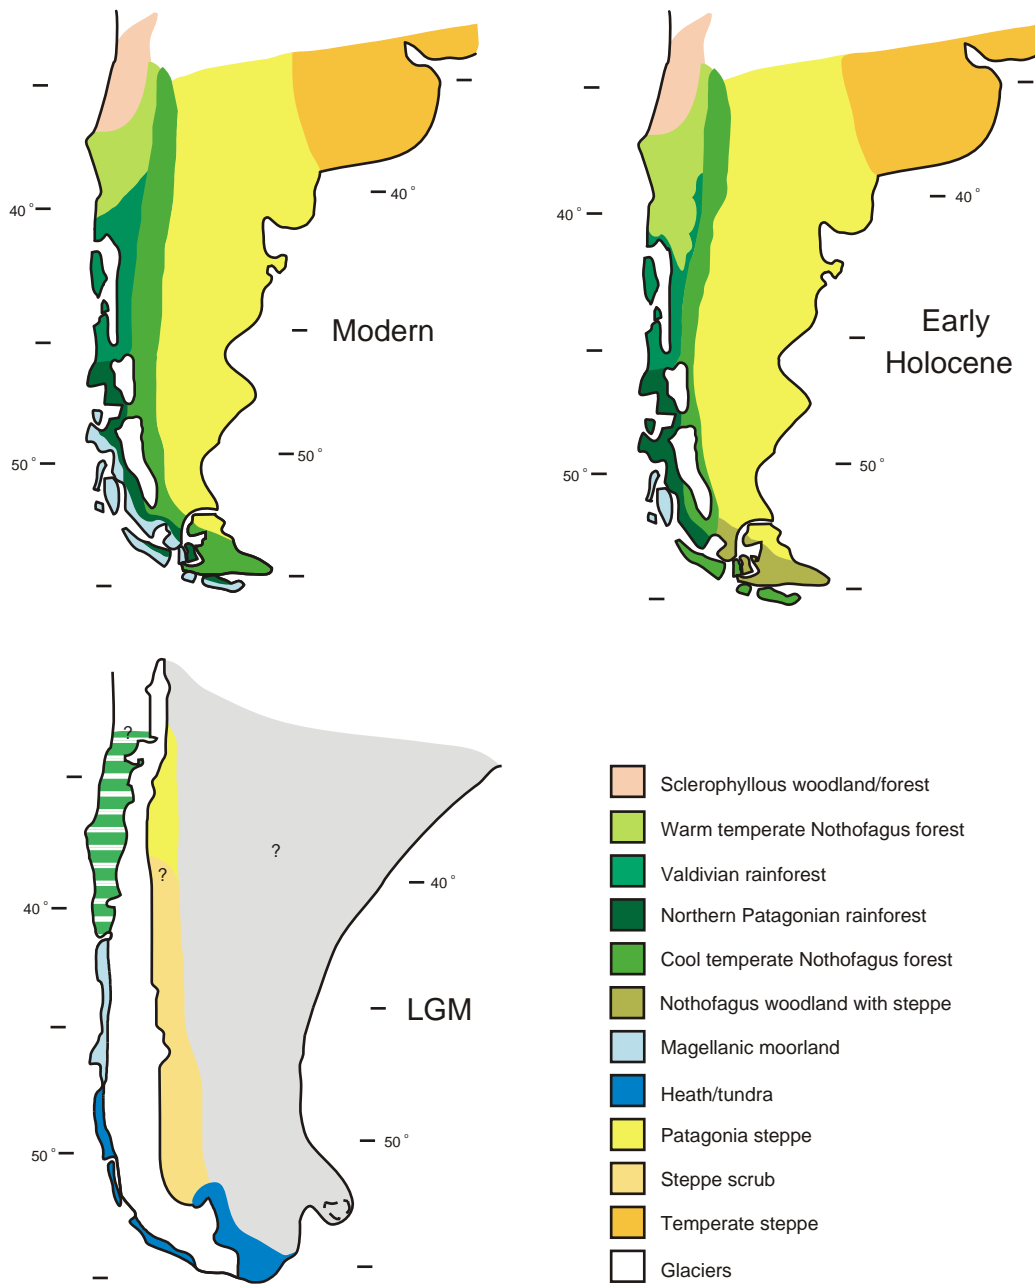 40°
40°
Modern
50°
50°
40°
40°
Early
Holocene
50°
50°
?
?
?
40°
40°
LGM
50°
50°
Sclerophyllous woodland/forest
Warm temperate Nothofagus forest
Valdivian rainforest
Northern Patagonian rainforest
Cool temperate Nothofagus forest
Nothofagus woodland with steppe
Magellanic moorland
Heath/tundra
Patagonia steppe
Steppe scrub
Temperate steppe
Glaciers